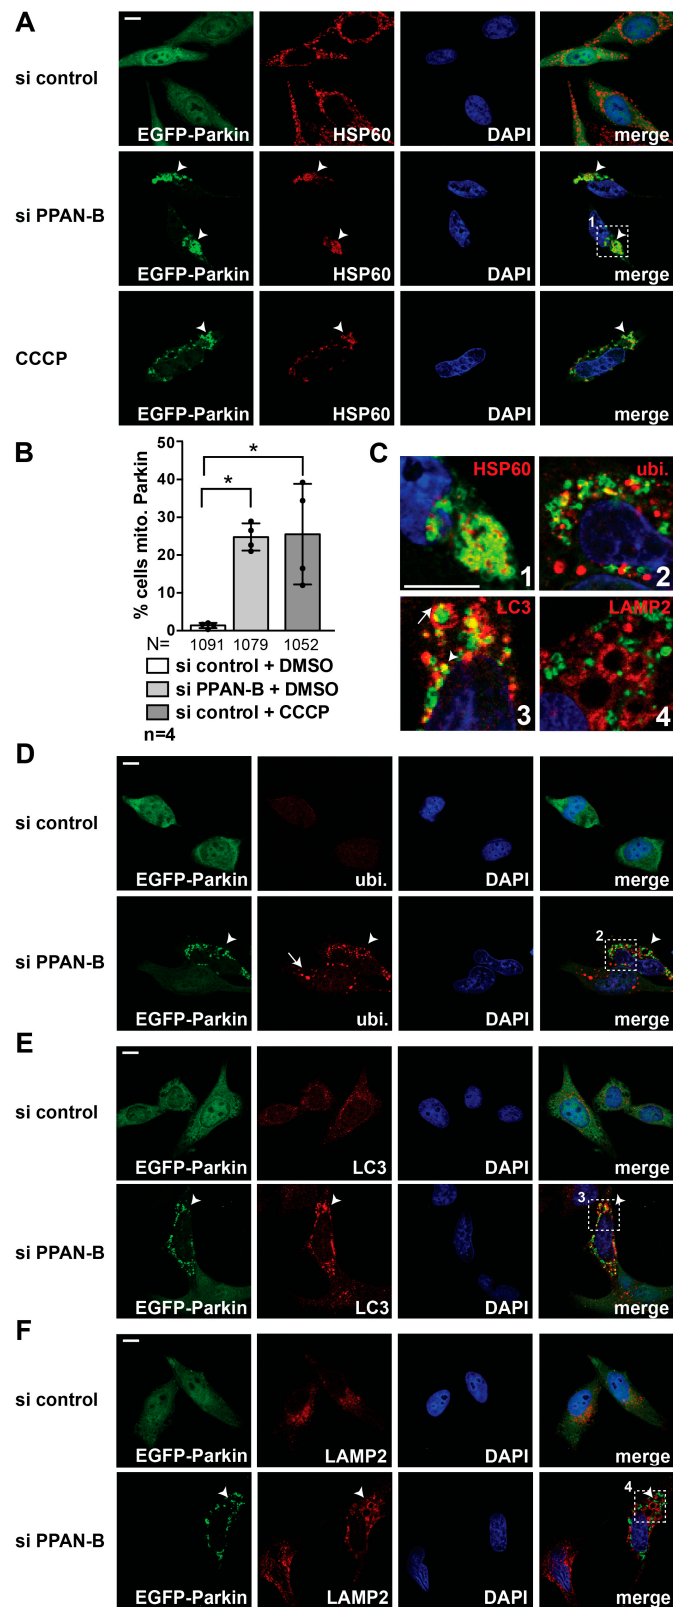 A
si control
EGFP-Parkin HSP60 DAPI merge
si PPAN-B
1
EGFP-Parkin HSP60 DAPI merge
CCCP
EGFP-Parkin HSP60 DAPI merge
B
% cells mito. Parkin
50
40
30
20
10
0
*
*
N= 1091 1079 1052
si control + DMSO
si PPAN-B + DMSO
si control + CCCP
n=4
C
HSP60 ubi.
1 2
LC3 LAMP2
3 4
D
si control
EGFP-Parkin ubi. DAPI merge
si PPAN-B
2
EGFP-Parkin ubi. DAPI merge
E
si control
EGFP-Parkin LC3 DAPI merge
si PPAN-B
3
EGFP-Parkin LC3 DAPI merge
F
si control
EGFP-Parkin LAMP2 DAPI merge
si PPAN-B
4
EGFP-Parkin LAMP2 DAPI merge